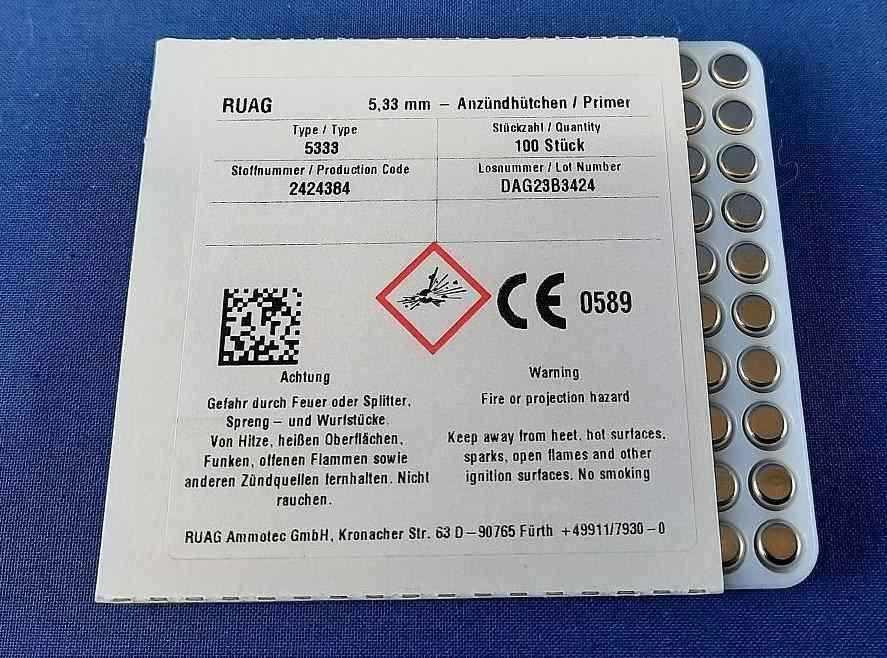 RUAG 5,33 mm – Anzündhütchen / Primer
Type / Type
5333
Stückzahl / Quantity
100 Stück
Stoffnummer / Production Code
2424384
Losnummer / Lot Number
DAG23B3424
CE 0589
Achtung
Gefahr durch Feuer oder Splitter,
Spreng – und Wurfstücke.
Von Hitze, heißen Oberflächen,
Funken, offenen Flammen sowie
anderen Zündquellen fernhalten. Nicht
rauchen.
Warning
Fire or projection hazard
Keep away from heet, hot surfaces,
sparks, open flames and other
ignition surfaces. No smoking
RUAG Ammotec GmbH, Kronacher Str. 63 D–90765 Fürth +49911/7930–0